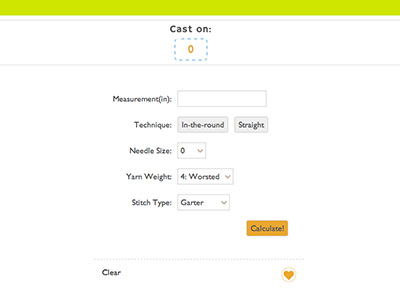 Cast on:
0
Measurement(in):
Technique: In-the-round Straight
Needle Size: 0
Yarn Weight: 4: Worsted
Stitch Type: Garter
Calculate!
Clear